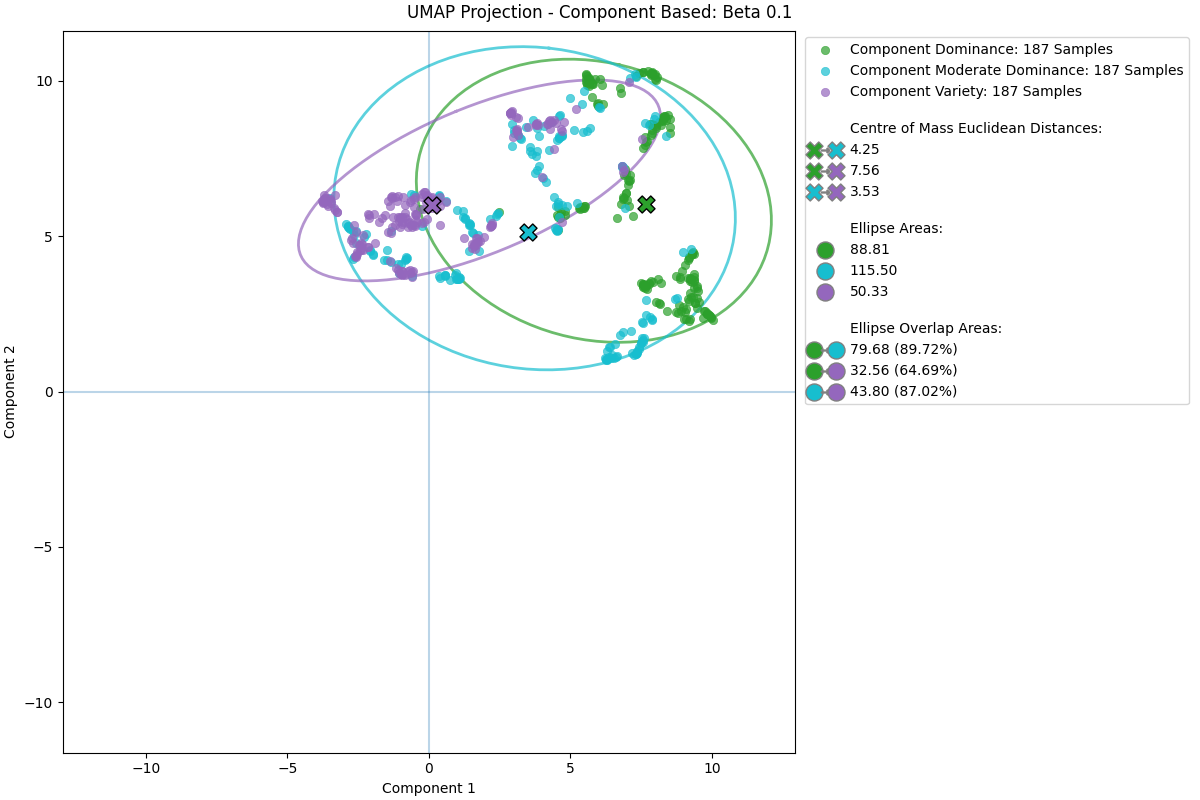 UMAP Projection - Component Based: Beta 0.1
Component Dominance: 187 Samples
Component Moderate Dominance: 187 Samples
Component Variety: 187 Samples
Centre of Mass Euclidean Distances:
4.25
7.56
3.53
Ellipse Areas:
88.81
115.50
50.33
Ellipse Overlap Areas:
79.68 (89.72%)
32.56 (64.69%)
43.80 (87.02%)
Component 2
10
5
0
−5
−10
−10
−5
0
5
10
Component 1